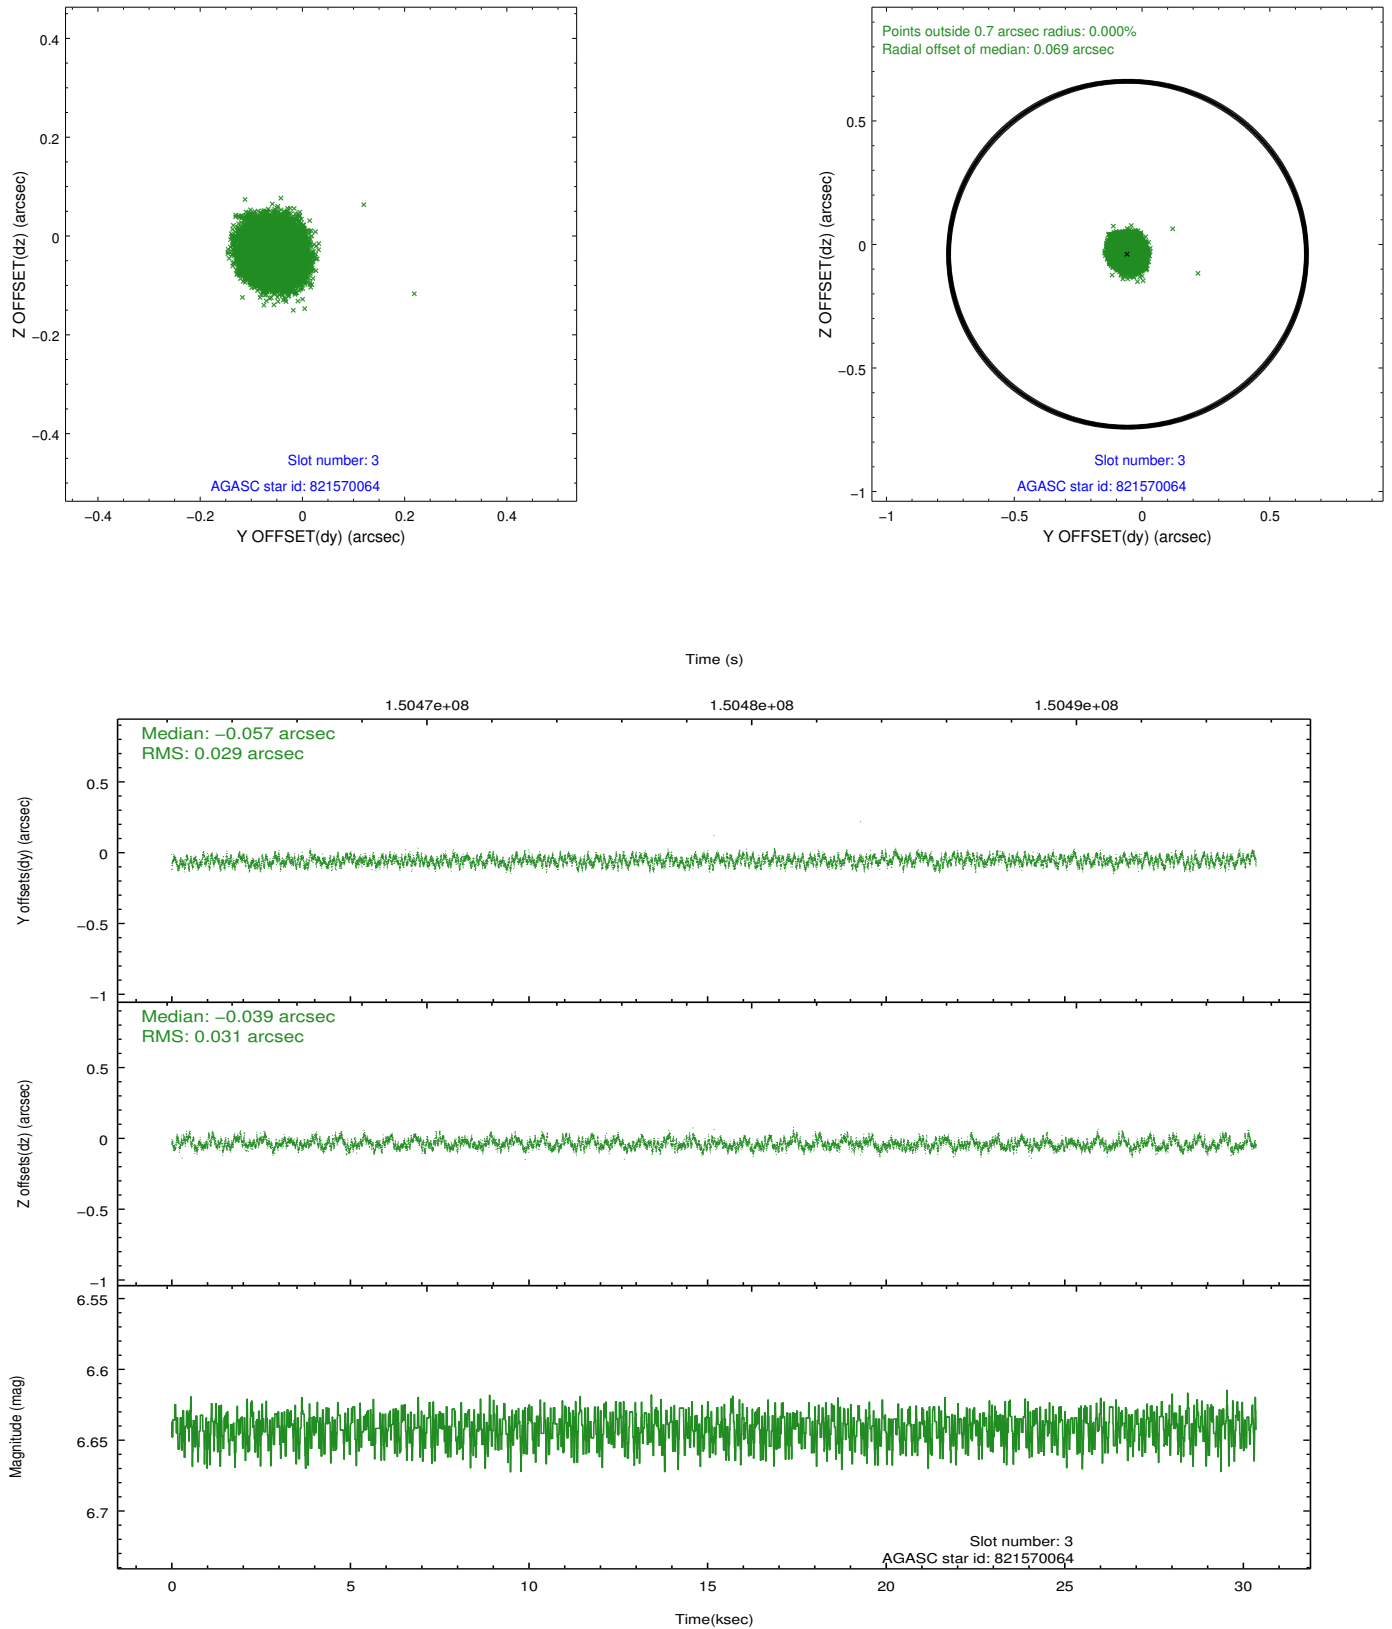 0.4
0.2
0
−0.2
−0.4
Z OFFSET(dz) (arcsec)
Slot number: 3
AGASC star id: 821570064
−0.4
−0.2
0
0.2
0.4
Y OFFSET(dy) (arcsec)
Points outside 0.7 arcsec radius: 0.000%
Radial offset of median: 0.069 arcsec
0.5
0
−0.5
−1
Z OFFSET(dz) (arcsec)
Slot number: 3
AGASC star id: 821570064
−1
−0.5
0
0.5
Y OFFSET(dy) (arcsec)
Time (s)
1.5047e+08
1.5048e+08
1.5049e+08
Median: −0.057 arcsec
RMS: 0.029 arcsec
0.5
0
−0.5
−1
Y offsets(dy) (arcsec)
Median: −0.039 arcsec
RMS: 0.031 arcsec
0.5
0
−0.5
−1
Z offsets(dz) (arcsec)
6.55
6.6
6.65
6.7
Magnitude (mag)
Slot number: 3
AGASC star id: 821570064
0
5
10
15
20
25
30
Time(ksec)